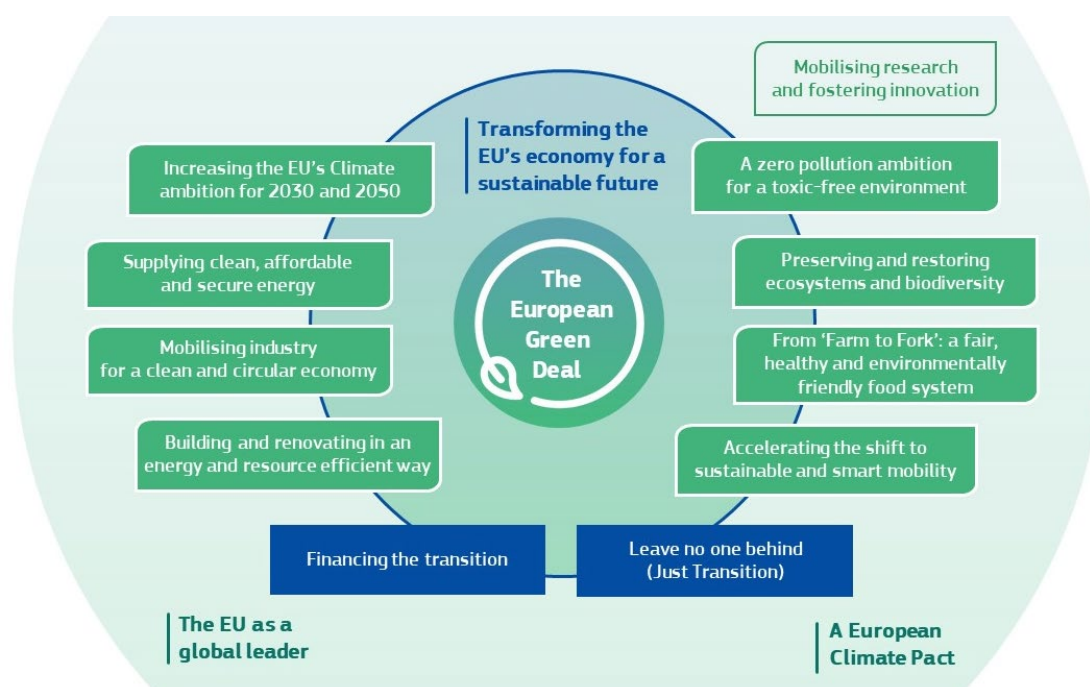 Mobilising research
and fostering innovation
Transforming the
EU's economy for a
sustainable future
Increasing the EU's Climate
ambition for 2030 and 2050
A zero pollution ambition
for a toxic-free environment
Supplying clean, affordable
and secure energy
Preserving and restoring
ecosystems and biodiversity
The
European
Green
Deal
Mobilising industry
for a clean and circular economy
From ‘Farm to Fork’: a fair,
healthy and environmentally
friendly food system
Building and renovating in an
energy and resource efficient way
Accelerating the shift to
sustainable and smart mobility
Financing the transition
Leave no one behind
(Just Transition)
The EU as a
global leader
A European
Climate Pact